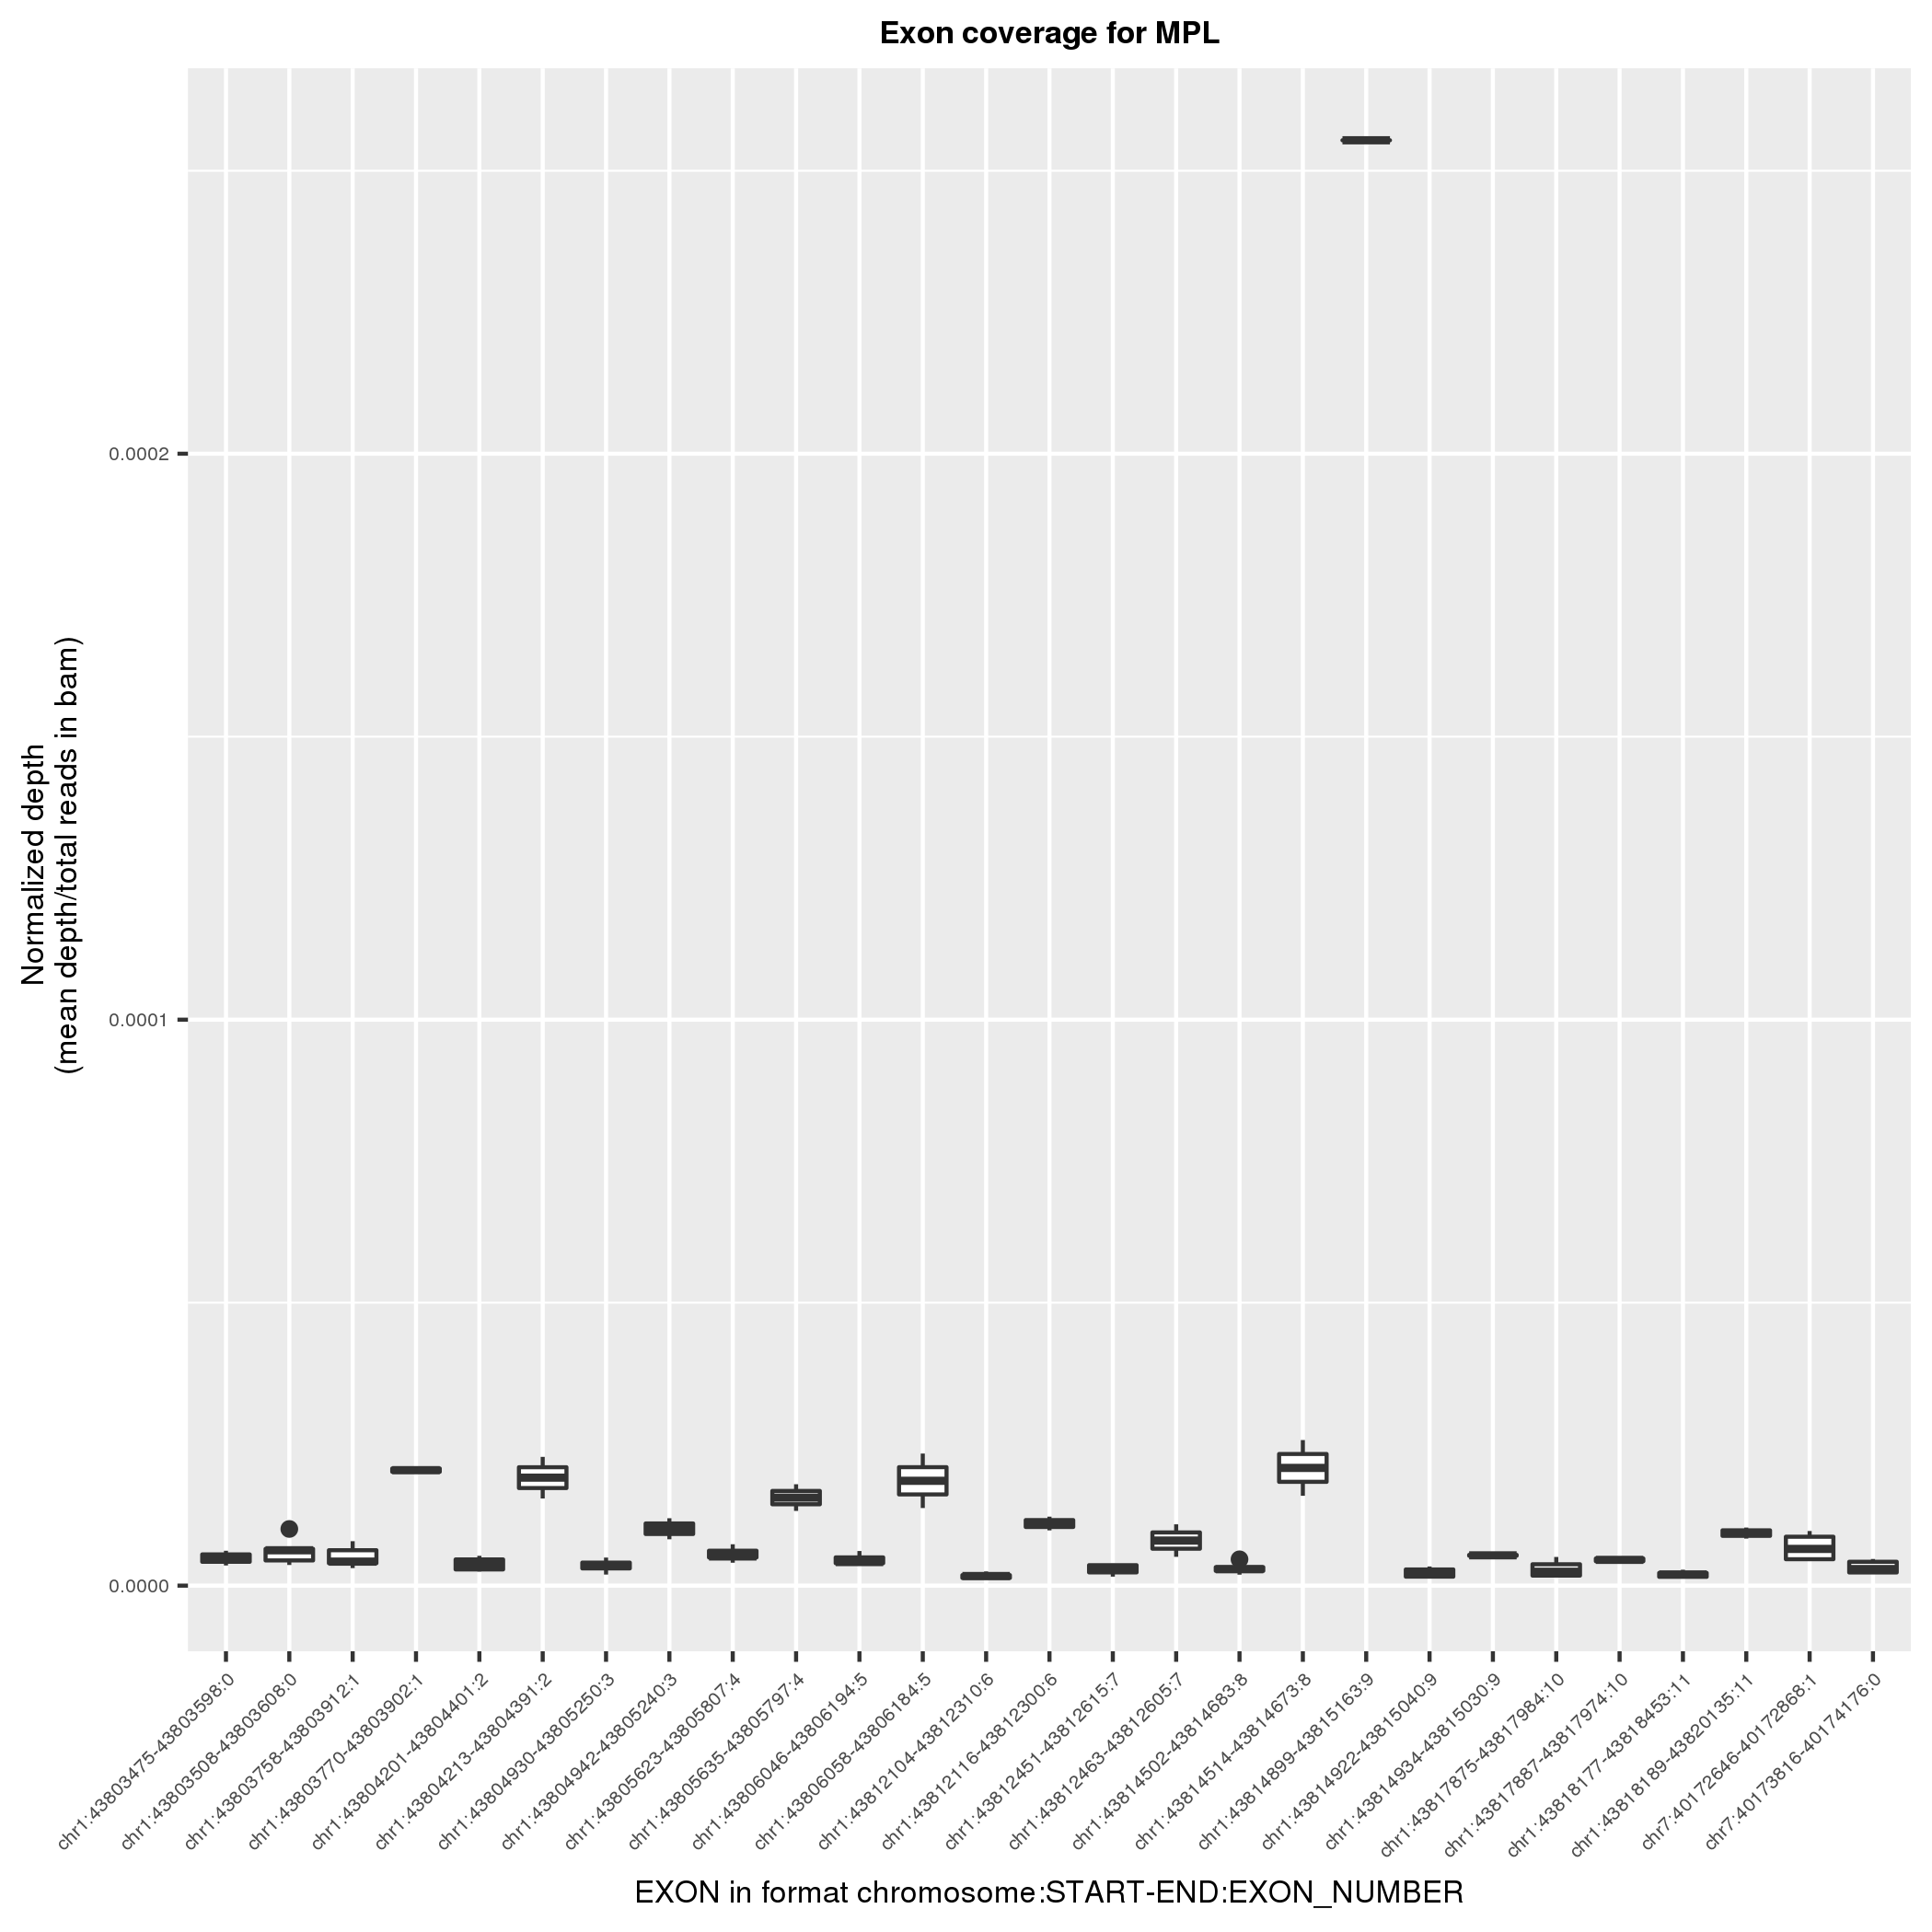 Exon coverage for MPL
Normalized depth
(mean depth/total reads in bam)
0.0002
0.0001
0.0000
chr1:43803475-43803598:0
chr1:43803508-43803608:0
chr1:43803758-43803912:1
chr1:43803770-43803902:1
chr1:43804201-43804401:2
chr1:43804213-43804391:2
chr1:43804930-43805250:3
chr1:43804942-43805240:3
chr1:43805623-43805807:4
chr1:43805635-43805797:4
chr1:43806046-43806194:5
chr1:43806058-43806184:5
chr1:43812104-43812310:6
chr1:43812116-43812300:6
chr1:43812451-43812615:7
chr1:43812463-43812605:7
chr1:43814502-43814683:8
chr1:43814514-43814673:8
chr1:43814899-43815163:9
chr1:43814922-43815040:9
chr1:43814934-43815030:9
chr1:43817875-43817984:10
chr1:43817887-43817974:10
chr1:43818177-43818453:11
chr1:43818189-43820135:11
chr7:40172646-40172868:1
chr7:40173816-40174176:0
EXON in format chromosome:START-END:EXON_NUMBER